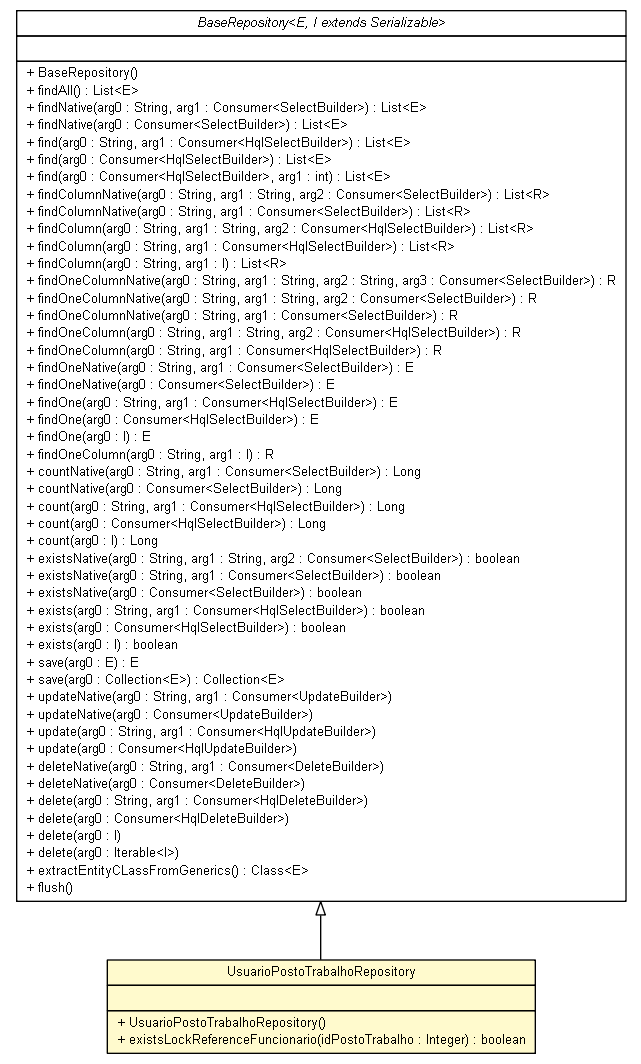 BaseRepository<E, I extends Serializable>
+ BaseRepository()
+ findAll() : List<E>
+ findNative(arg0 : String, arg1 : Consumer<SelectBuilder>) : List<E>
+ findNative(arg0 : Consumer<SelectBuilder>) : List<E>
+ find(arg0 : String, arg1 : Consumer<HqlSelectBuilder>) : List<E>
+ find(arg0 : Consumer<HqlSelectBuilder>) : List<E>
+ find(arg0 : Consumer<HqlSelectBuilder>, arg1 : int) : List<E>
+ findColumnNative(arg0 : String, arg1 : String, arg2 : Consumer<SelectBuilder>) : List<R>
+ findColumnNative(arg0 : String, arg1 : Consumer<SelectBuilder>) : List<R>
+ findColumn(arg0 : String, arg1 : String, arg2 : Consumer<HqlSelectBuilder>) : List<R>
+ findColumn(arg0 : String, arg1 : Consumer<HqlSelectBuilder>) : List<R>
+ findColumn(arg0 : String, arg1 : I) : List<R>
+ findOneColumnNative(arg0 : String, arg1 : String, arg2 : String, arg3 : Consumer<SelectBuilder>) : R
+ findOneColumnNative(arg0 : String, arg1 : String, arg2 : Consumer<SelectBuilder>) : R
+ findOneColumnNative(arg0 : String, arg1 : Consumer<SelectBuilder>) : R
+ findOneColumn(arg0 : String, arg1 : String, arg2 : Consumer<HqlSelectBuilder>) : R
+ findOneColumn(arg0 : String, arg1 : Consumer<HqlSelectBuilder>) : R
+ findOneNative(arg0 : String, arg1 : Consumer<SelectBuilder>) : E
+ findOneNative(arg0 : Consumer<SelectBuilder>) : E
+ findOne(arg0 : String, arg1 : Consumer<HqlSelectBuilder>) : E
+ findOne(arg0 : Consumer<HqlSelectBuilder>) : E
+ findOne(arg0 : I) : E
+ findOneColumn(arg0 : String, arg1 : I) : R
+ countNative(arg0 : String, arg1 : Consumer<SelectBuilder>) : Long
+ countNative(arg0 : Consumer<SelectBuilder>) : Long
+ count(arg0 : String, arg1 : Consumer<HqlSelectBuilder>) : Long
+ count(arg0 : Consumer<HqlSelectBuilder>) : Long
+ count(arg0 : I) : Long
+ existsNative(arg0 : String, arg1 : String, arg2 : Consumer<SelectBuilder>) : boolean
+ existsNative(arg0 : String, arg1 : Consumer<SelectBuilder>) : boolean
+ existsNative(arg0 : Consumer<SelectBuilder>) : boolean
+ exists(arg0 : String, arg1 : Consumer<HqlSelectBuilder>) : boolean
+ exists(arg0 : Consumer<HqlSelectBuilder>) : boolean
+ exists(arg0 : I) : boolean
+ save(arg0 : E) : E
+ save(arg0 : Collection<E>) : Collection<E>
+ updateNative(arg0 : String, arg1 : Consumer<UpdateBuilder>)
+ updateNative(arg0 : Consumer<UpdateBuilder>)
+ update(arg0 : String, arg1 : Consumer<HqlUpdateBuilder>)
+ update(arg0 : Consumer<HqlUpdateBuilder>)
+ deleteNative(arg0 : String, arg1 : Consumer<DeleteBuilder>)
+ deleteNative(arg0 : Consumer<DeleteBuilder>)
+ delete(arg0 : String, arg1 : Consumer<HqlDeleteBuilder>)
+ delete(arg0 : Consumer<HqlDeleteBuilder>)
+ delete(arg0 : I)
+ delete(arg0 : Iterable<I>)
+ extractEntityCLassFromGenerics() : Class<E>
+ flush()
UsuarioPostoTrabalhoRepository
+ UsuarioPostoTrabalhoRepository()
+ existsLockReferenceFuncionario(idPostoTrabalho : Integer) : boolean